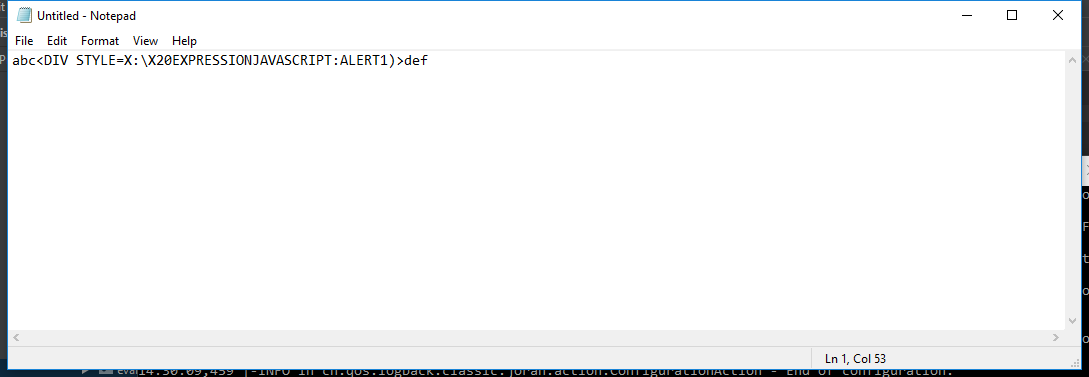 Untitled - Notepad
File Edit Format View Help
abc<DIV STYLE=X:\X20EXPRESSIONJAVASCRIPT:ALERT1)>def
Ln 1, Col 53
eval14:30:09,459 |-INFO in ch.qos.logback.classic.joran.action.ConfigurationAction - End of configuration.